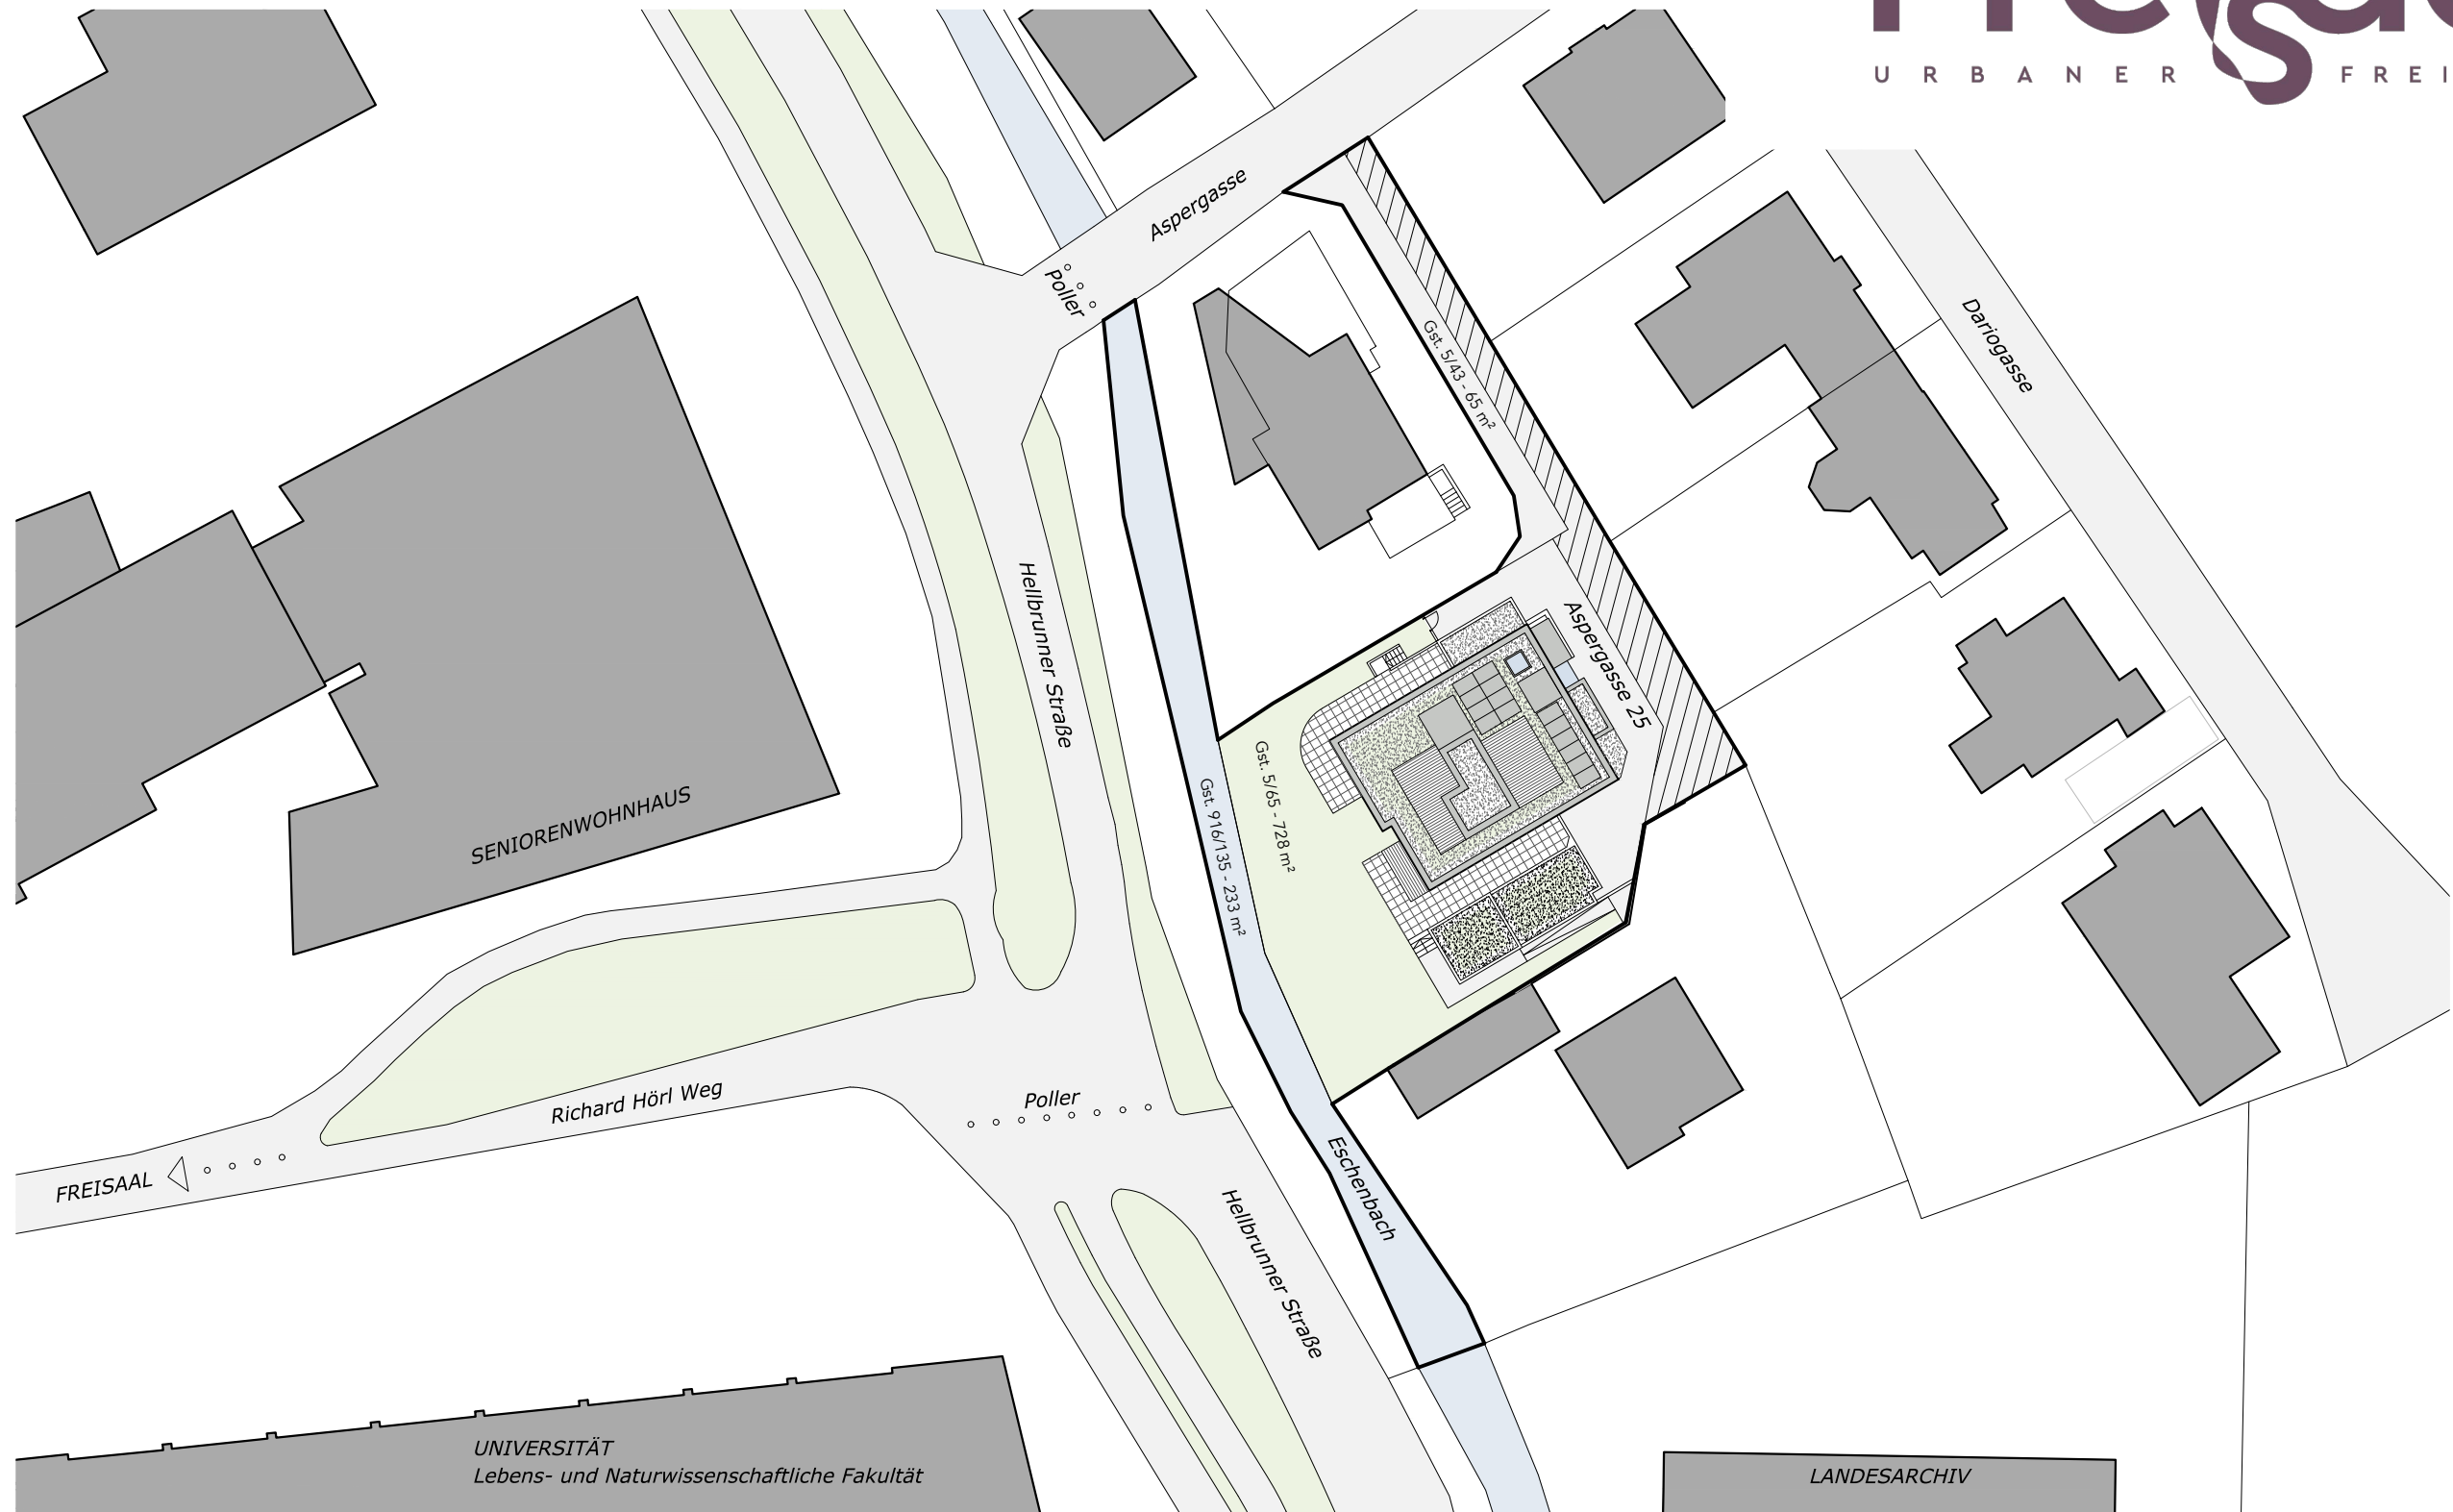 URBANER FREI
Aspergasse
Poller
Dariogasse
Gst. 5/43 - 65 m²
Hellbrunner Straße
Aspergasse 25
Gst. 5/65 - 728 m²
Gst. 916/135 - 233 m²
SENIORENWOHNHAUS
Richard Hörl Weg
Poller
FREISAAL
Eschenbach
Hellbrunner Straße
UNIVERSITÄT
Lebens- und Naturwissenschaftliche Fakultät
LANDESARCHIV